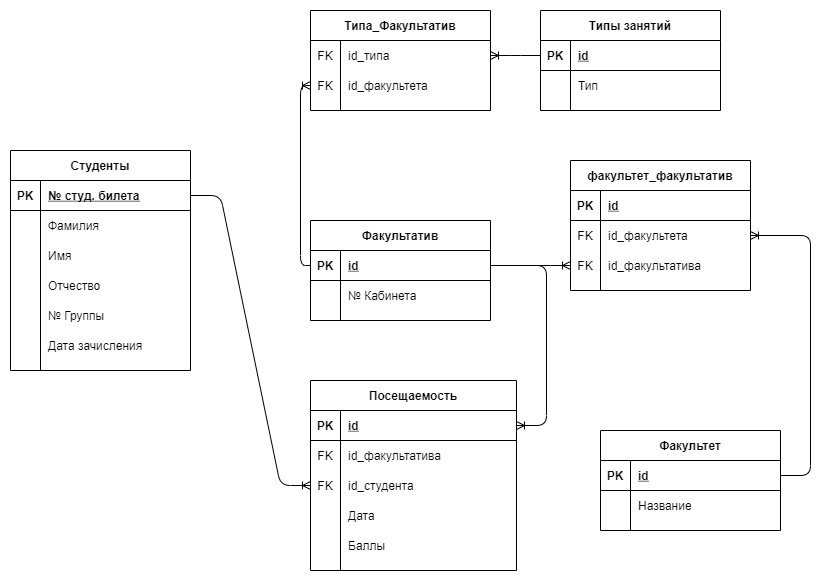 Типа_Факультатив
FK id_типа
FK id_факультета
Типы занятий
PK id
Тип
Студенты
PK № студ. билета
Фамилия
Имя
Отчество
№ Группы
Дата зачисления
факультет_факультатив
PK id
FK id_факультета
FK id_факультатива
Факультатив
PK id
№ Кабинета
Посещаемость
PK id
FK id_факультатива
FK id_студента
Дата
Баллы
Факультет
PK id
Название